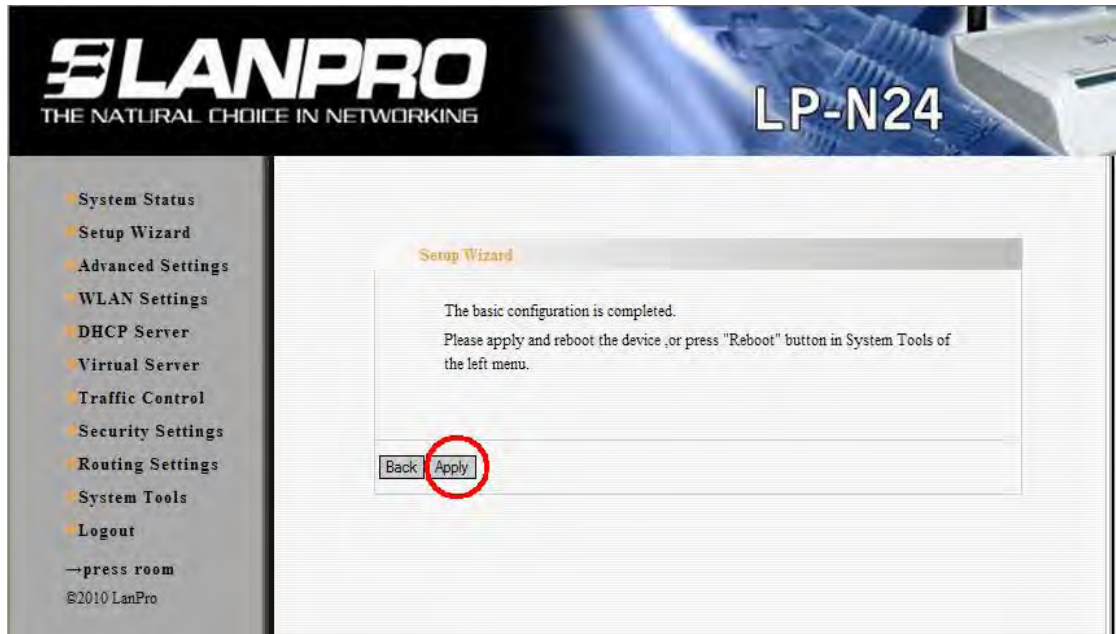 LANPRO
THE NATURAL CHOICE IN NETWORKING
LP-N24
System Status
Setup Wizard
Advanced Settings
WLAN Settings
DHCP Server
Virtual Server
Traffic Control
Security Settings
Routing Settings
System Tools
Logout
→press room
©2010 LanPro
Setup Wizard
The basic configuration is completed.
Please apply and reboot the device ,or press "Reboot" button in System Tools of
the left menu.
Back Apply